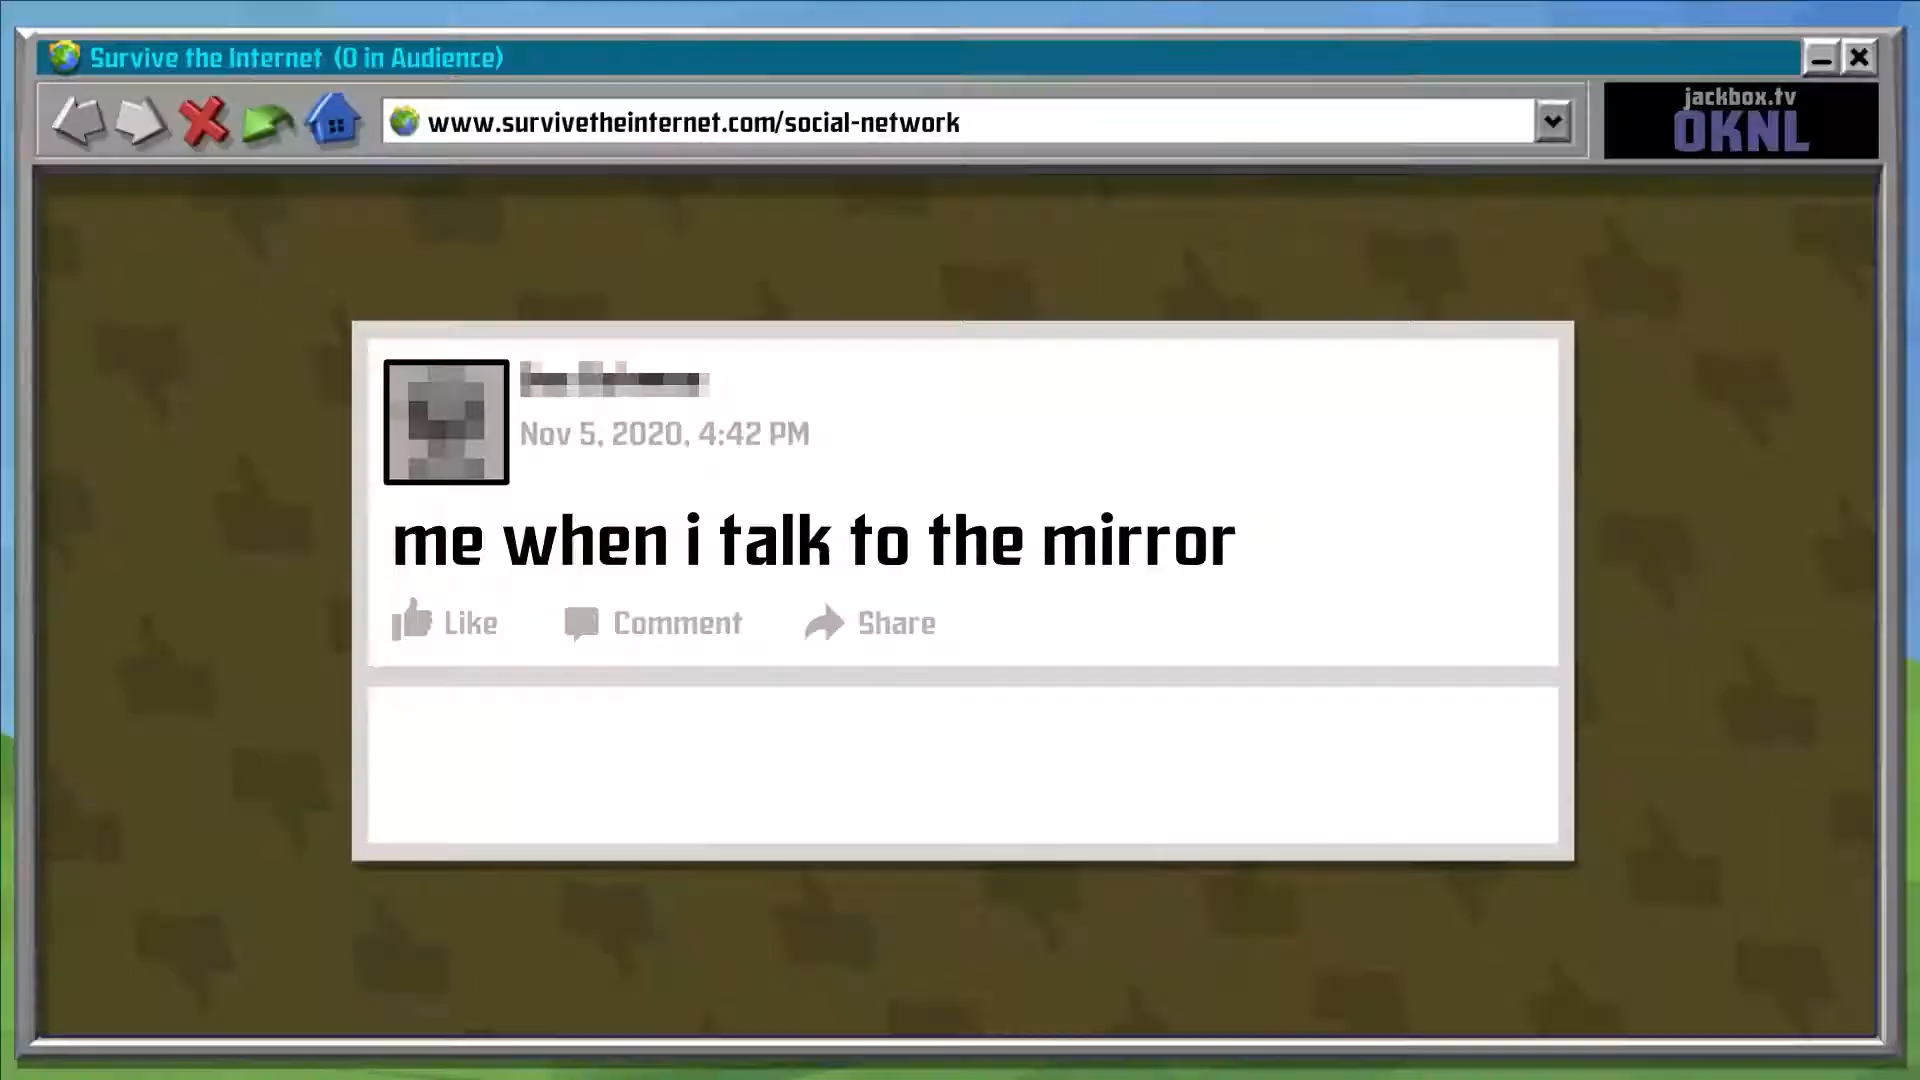 Survive the Internet (0 in Audience)
www.survivetheinternet.com/social-network
jackbox.tv
OKNL
Nov 5, 2020, 4:42 PM
me when i talk to the mirror
Like Comment Share